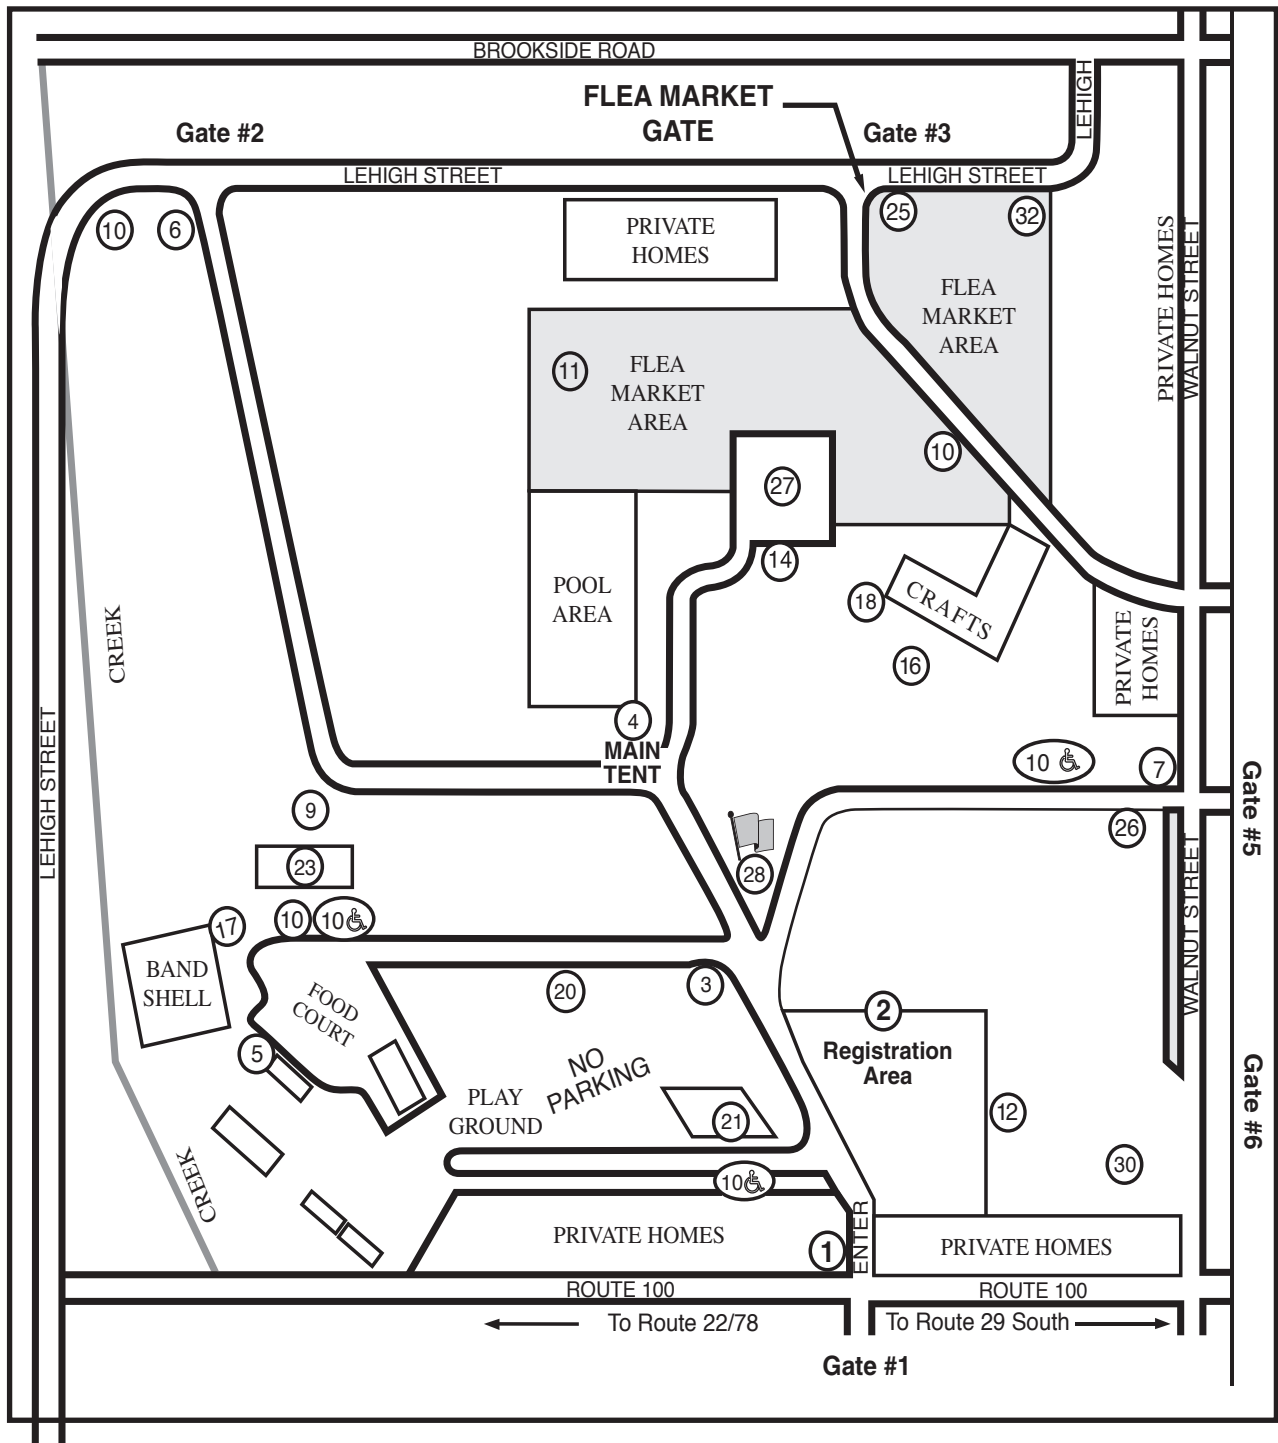 BROOKSIDE ROAD
FLEA MARKET
GATE
Gate #2
Gate #3
LEHIGH
LEHIGH STREET
LEHIGH STREET
10
6
25
32
PRIVATE
HOMES
PRIVATE HOMES
WALNUT STREET
FLEA
MARKET
AREA
11
FLEA
MARKET
AREA
10
27
14
POOL
AREA
18
CRAFTS
16
PRIVATE
HOMES
CREEK
4
MAIN
TENT
10
7
LEHIGH STREET
Gate #5
9
26
23
28
WALNUT STREET
17
10
10
BAND
SHELL
FOOD
COURT
20
3
2
Registration
Area
5
NO
PARKING
PLAY
GROUND
21
12
Gate #6
30
10
CREEK
PRIVATE HOMES
1
ENTER
PRIVATE HOMES
ROUTE 100
ROUTE 100
To Route 22/78
To Route 29 South
Gate #1